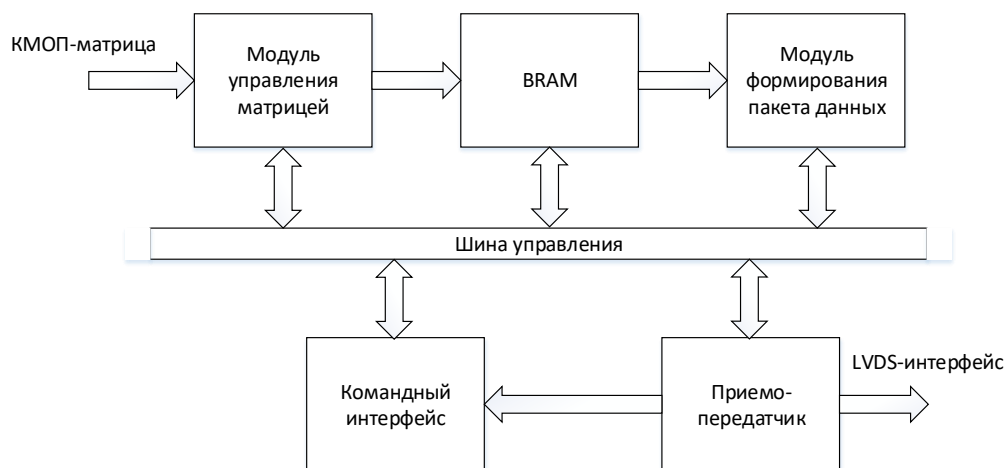 КМОП-матрица
Модуль
управления
матрицей
BRAM
Модуль
формирования
пакета данных
Шина управления
Командный
интерфейс
Приемо-
передатчик
LVDS-интерфейс